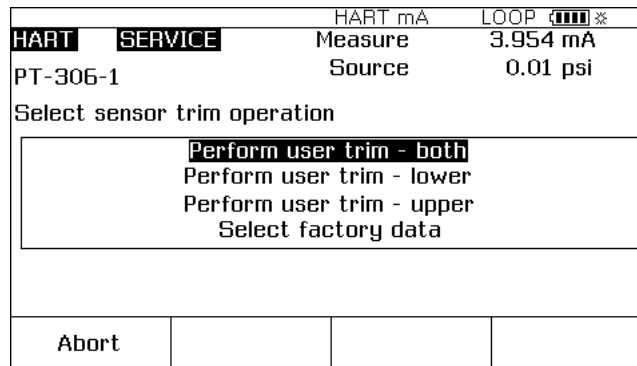 HART mA LOOP
HART SERVICE Measure 3.954 mA
PT-306-1 Source 0.01 psi
Select sensor trim operation
Perform user trim - both
Perform user trim - lower
Perform user trim - upper
Select factory data
Abort